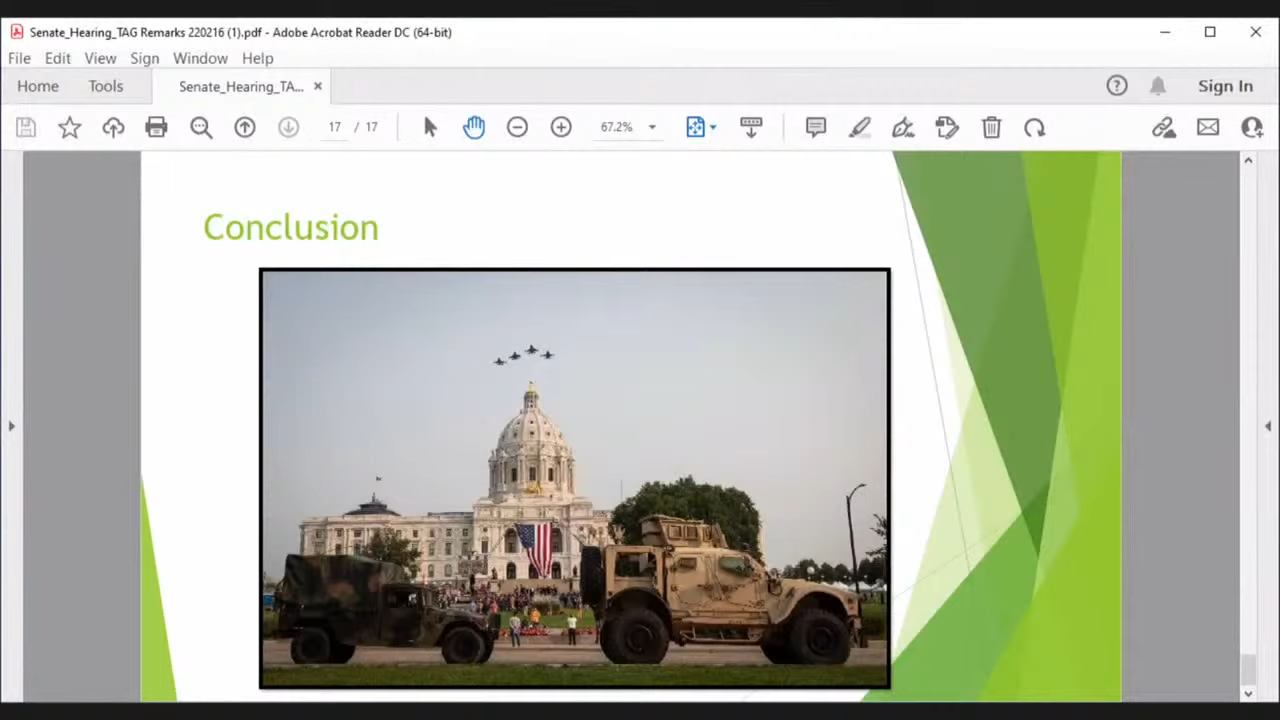 Senate_Hearing_TAG Remarks 220216 (1).pdf - Adobe Acrobat Reader DC (64-bit)
File Edit View Sign Window Help
Home Tools Senate_Hearing_TA... Sign In
17 / 17 67.2%
Conclusion